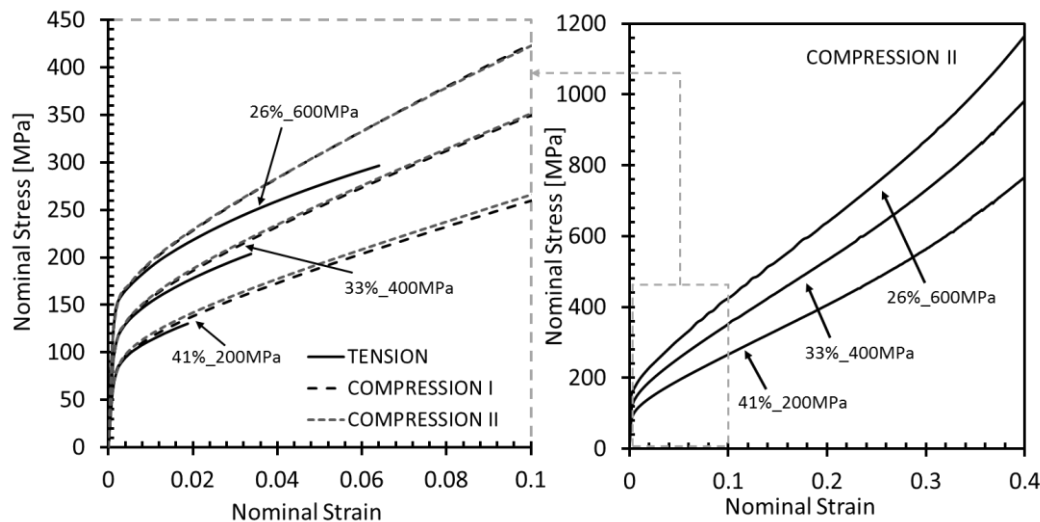 450
400
350
300
250
200
150
100
50
0
Nominal Stress [MPa]
26%_600MPa
33%_400MPa
41%_200MPa
TENSION
COMPRESSION I
COMPRESSION II
0
0.02
0.04
0.06
0.08
0.1
Nominal Strain
1200
1000
800
600
400
200
0
Nominal Stress [MPa]
COMPRESSION II
26%_600MPa
33%_400MPa
41%_200MPa
0
0.1
0.2
0.3
0.4
Nominal Strain